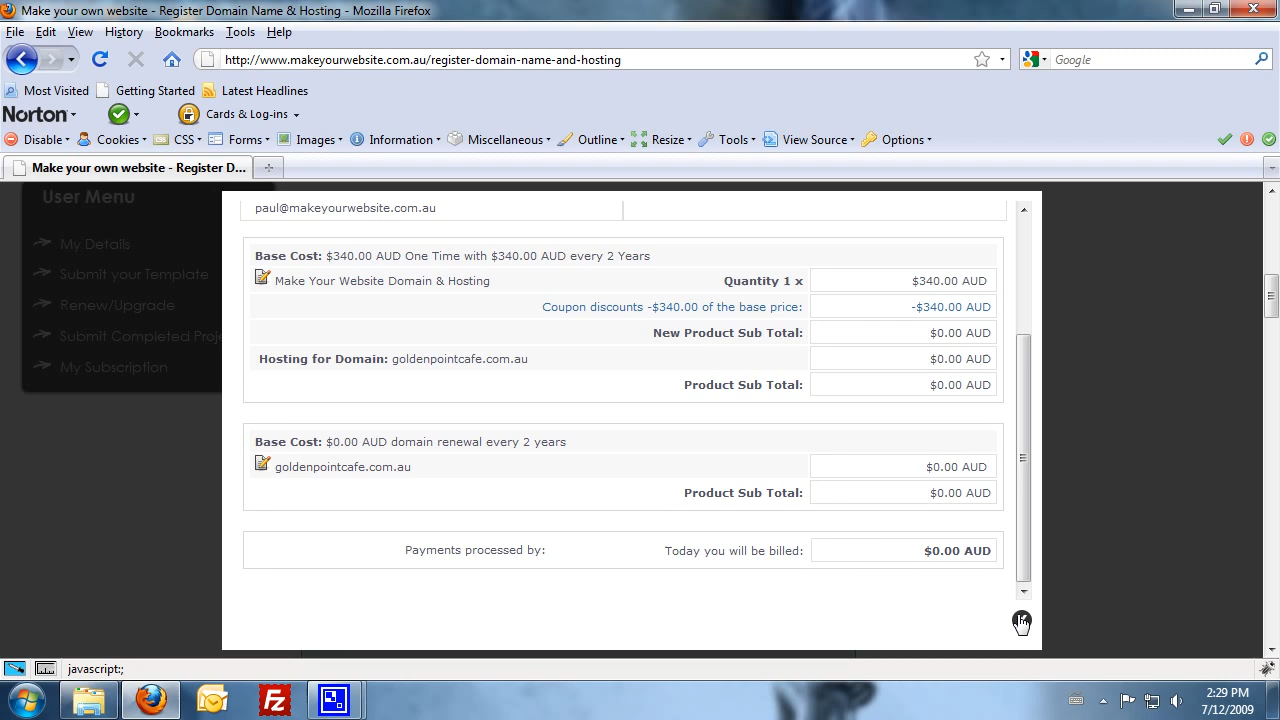 Make your own website - Register Domain Name & Hosting - Mozilla Firefox
File Edit View History Bookmarks Tools Help
http://www.makeyourwebsite.com.au/register-domain-name-and-hosting
Google
Most Visited Getting Started Latest Headlines
Norton Cards & Log-ins
Disable Cookies CSS Forms Images Information Miscellaneous Outline Resize Tools View Source Options
Make your own website - Register D...
User Menu
My Details
Submit your Template
Renew/Upgrade
Submit Completed Proje
My Subscription
paul@makeyourwebsite.com.au
Base Cost: $340.00 AUD One Time with $340.00 AUD every 2 Years
Make Your Website Domain & Hosting Quantity 1 x $340.00 AUD
Coupon discounts -$340.00 of the base price: -$340.00 AUD
New Product Sub Total: $0.00 AUD
Hosting for Domain: goldenpointcafe.com.au $0.00 AUD
Product Sub Total: $0.00 AUD
Base Cost: $0.00 AUD domain renewal every 2 years
goldenpointcafe.com.au $0.00 AUD
Product Sub Total: $0.00 AUD
Payments processed by: Today you will be billed: $0.00 AUD
javascript:;
Fz
2:29 PM
7/12/2009